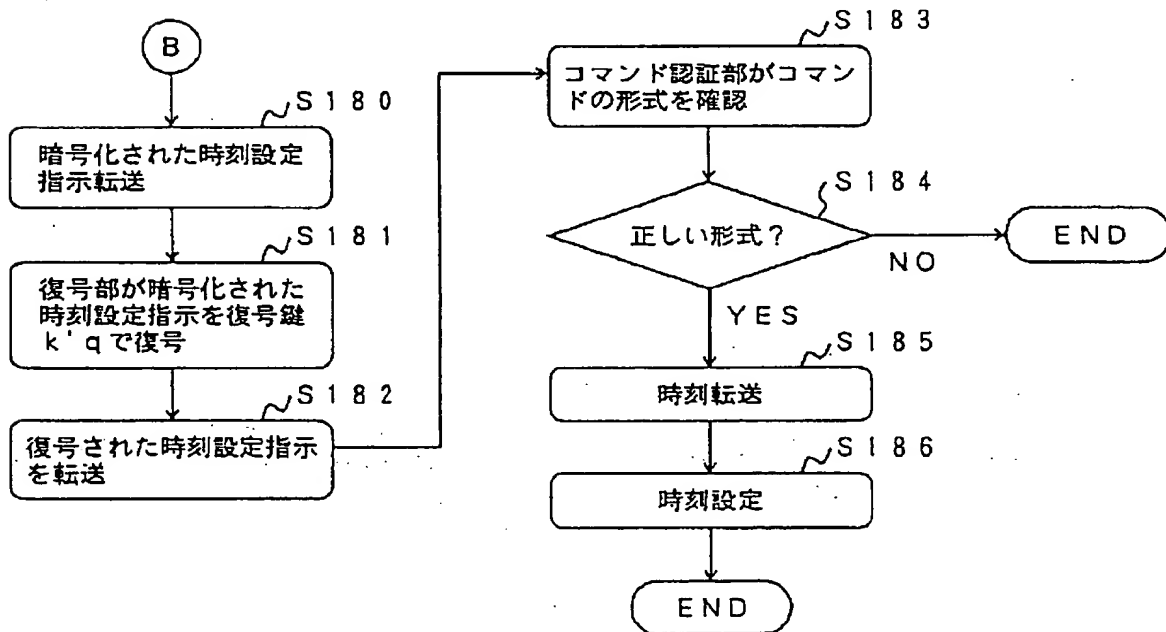 B
S180
暗号化された時刻設定
指示転送
S181
復号部が暗号化された
時刻設定指示を復号鍵
k'qで復号
S182
復号された時刻設定指示
を転送
S183
コマンド認証部がコマン
ドの形式を確認
S184
正しい形式?
NO
END
YES
S185
時刻転送
S186
時刻設定
END